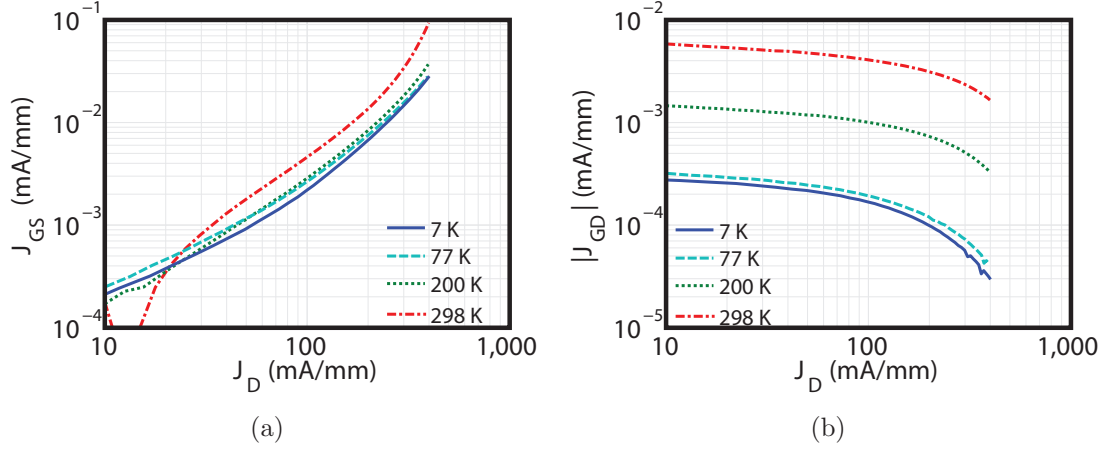 10⁻¹
10⁻²
10⁻³
10⁻⁴
J_GS (mA/mm)
7 K
77 K
200 K
298 K
10
100
1,000
J_D (mA/mm)
(a)
10⁻²
10⁻³
10⁻⁴
10⁻⁵
|J_GD| (mA/mm)
7 K
77 K
200 K
298 K
10
100
1,000
J_D (mA/mm)
(b)